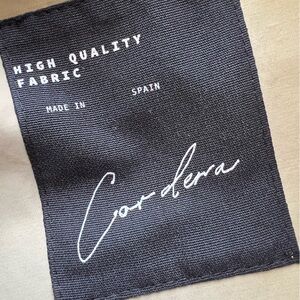 HIGH QUALITY
FABRIC
MADE IN SPAIN
Cordera